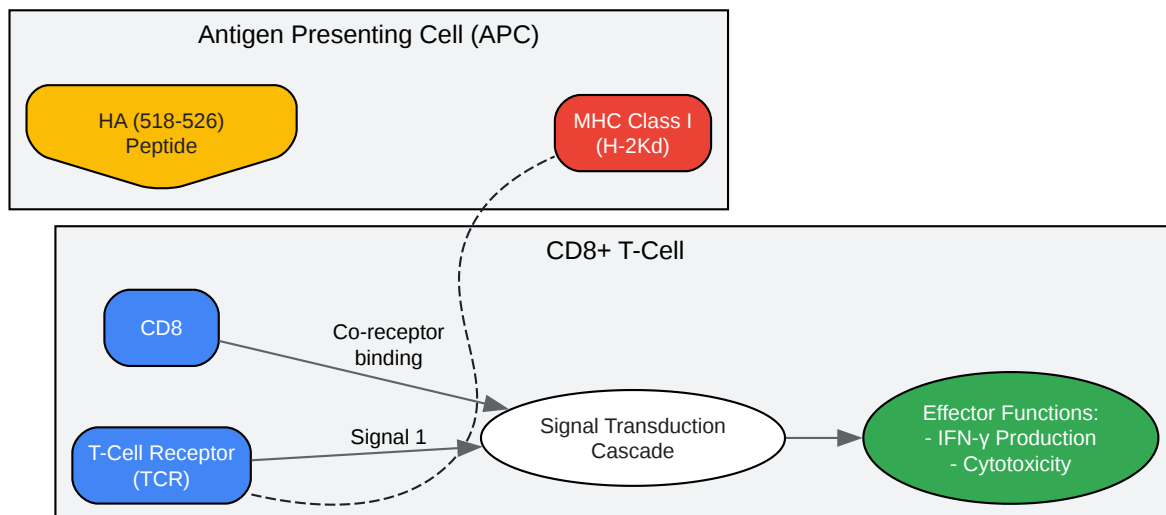 Antigen Presenting Cell (APC)
HA (518-526)
Peptide
MHC Class I
(H-2Kd)
CD8+ T-Cell
CD8
Co-receptor
binding
T-Cell Receptor
(TCR)
Signal 1
Signal Transduction
Cascade
Effector Functions:
- IFN-γ Production
- Cytotoxicity